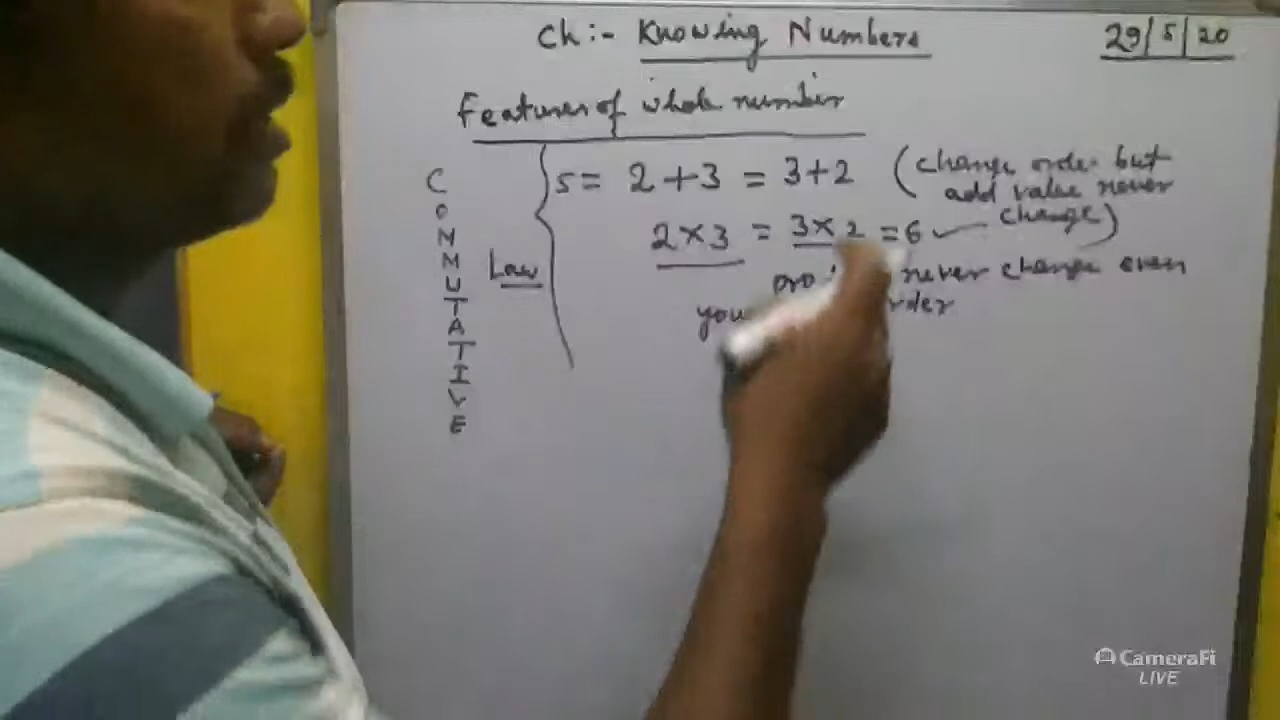 Ch:- Knowing Numbers
29/5/20
Features of whole number
COMMUTATIVE
Law
5 = 2+3 = 3+2 (change order but
add value never
change)
2×3 = 3×2 = 6
never change even
you
CameraFi
LIVE